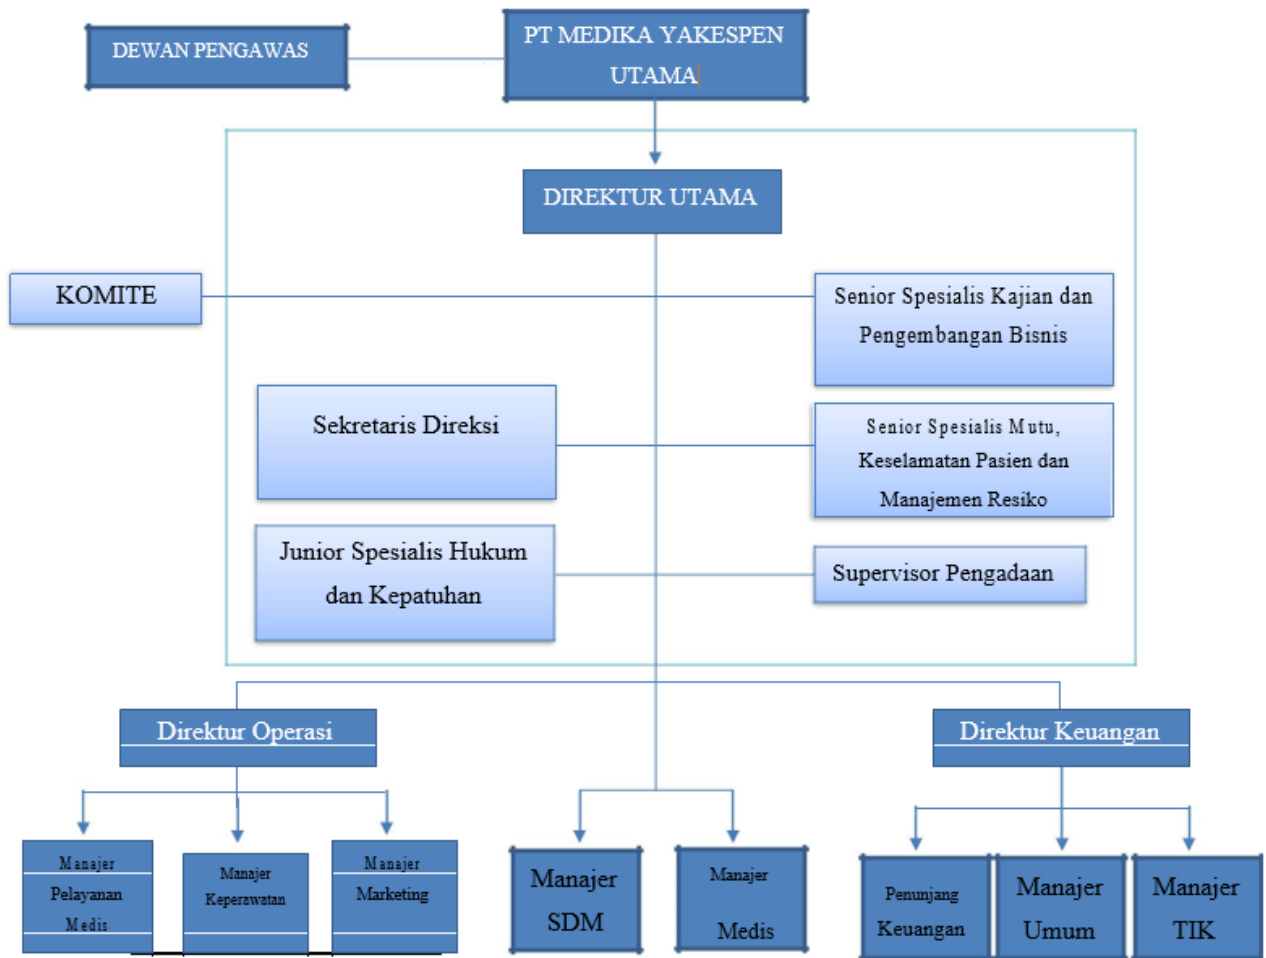 DEWAN PENGAWAS
PT MEDIKA YAKESPEN
UTAMA
DIREKTUR UTAMA
KOMITE
Senior Spesialis Kajian dan
Pengembangan Bisnis
Sekretaris Direksi
Senior Spesialis Mutu,
Keselamatan Pasien dan
Manajemen Resiko
Junior Spesialis Hukum
dan Kepatuhan
Supervisor Pengadaan
Direktur Operasi
Direktur Keuangan
Manajer
Pelayanan
Medis
Manajer
Keperawatan
Manajer
Marketing
Manajer
SDM
Manajer
Medis
Penunjang
Keuangan
Manajer
Umum
Manajer
TIK